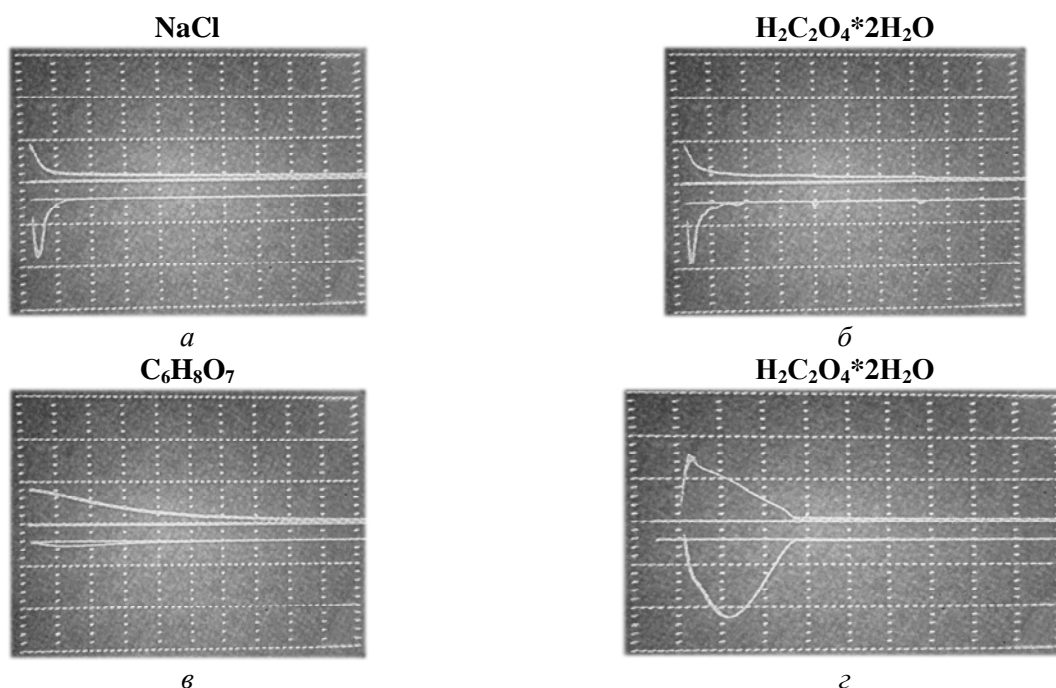 NaCl
H₂C₂O₄*2H₂O
а
б
C₆H₈O₇
H₂C₂O₄*2H₂O
в
г